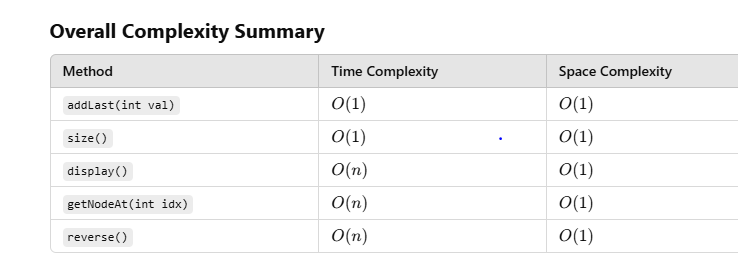 Overall Complexity Summary
Method Time Complexity Space Complexity
addLast(int val) O(1) O(1)
size() O(1) O(1)
display() O(n) O(1)
getNodeAt(int idx) O(n) O(1)
reverse() O(n) O(1)